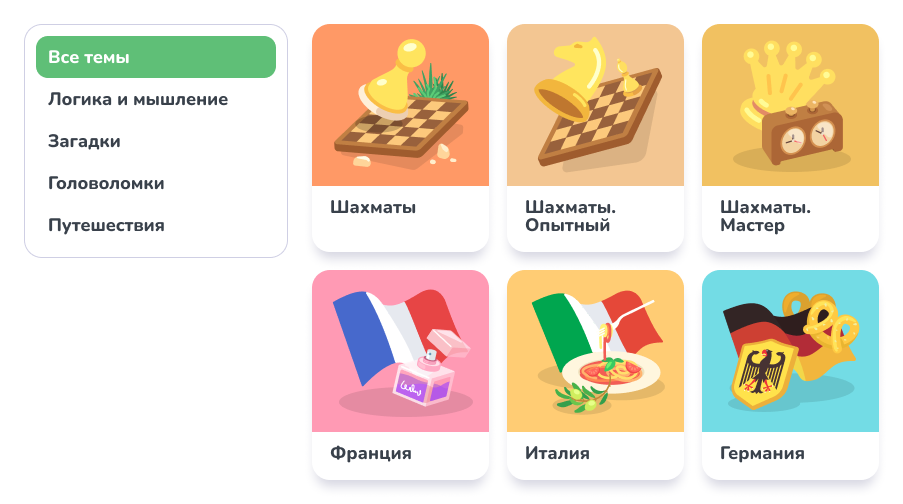 Все темы
Логика и мышление
Загадки
Головоломки
Путешествия
Шахматы
Шахматы.
Опытный
Шахматы.
Мастер
Франция
Италия
Германия